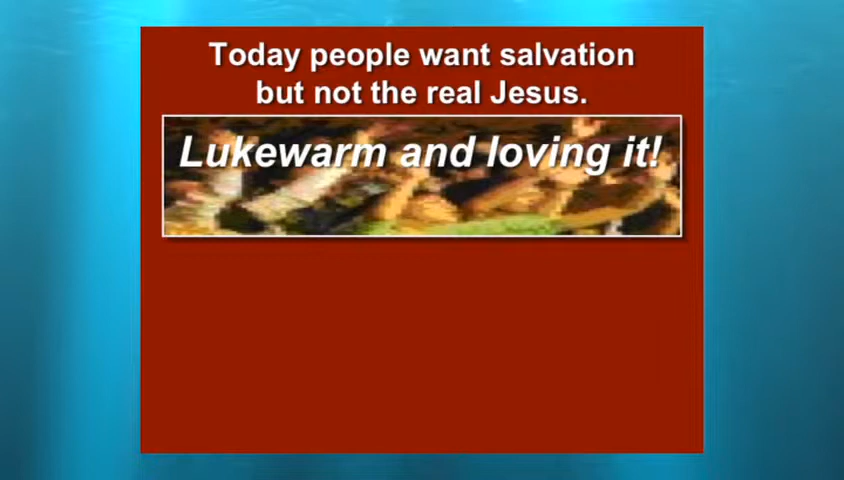 Today people want salvation
but not the real Jesus.
Lukewarm and loving it!